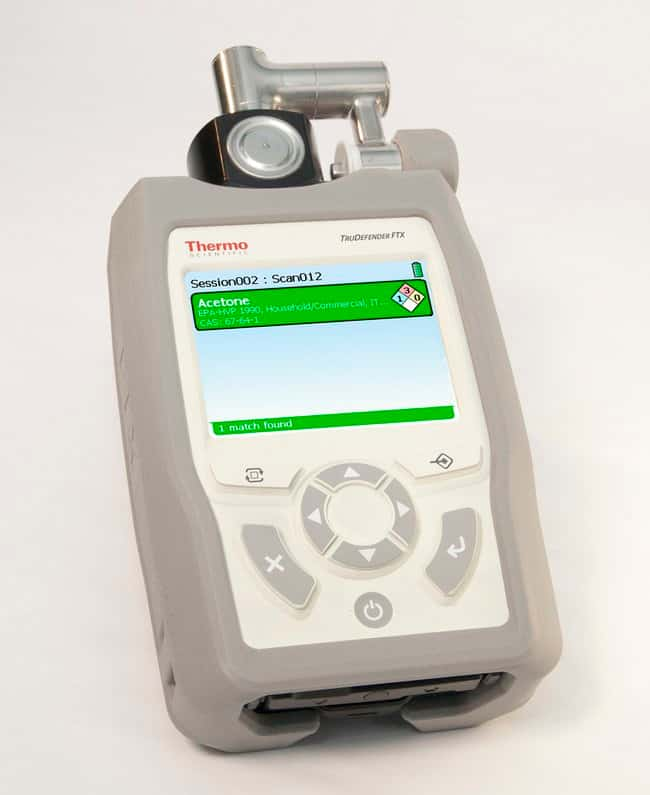 Thermo
SCIENTIFIC
TRUDEFENDER FTX
Session002 : Scan012
Acetone
EPA-HVP 1990, Household/Commercial, IT...
CAS: 67-64-1
3
1 0
1 match found